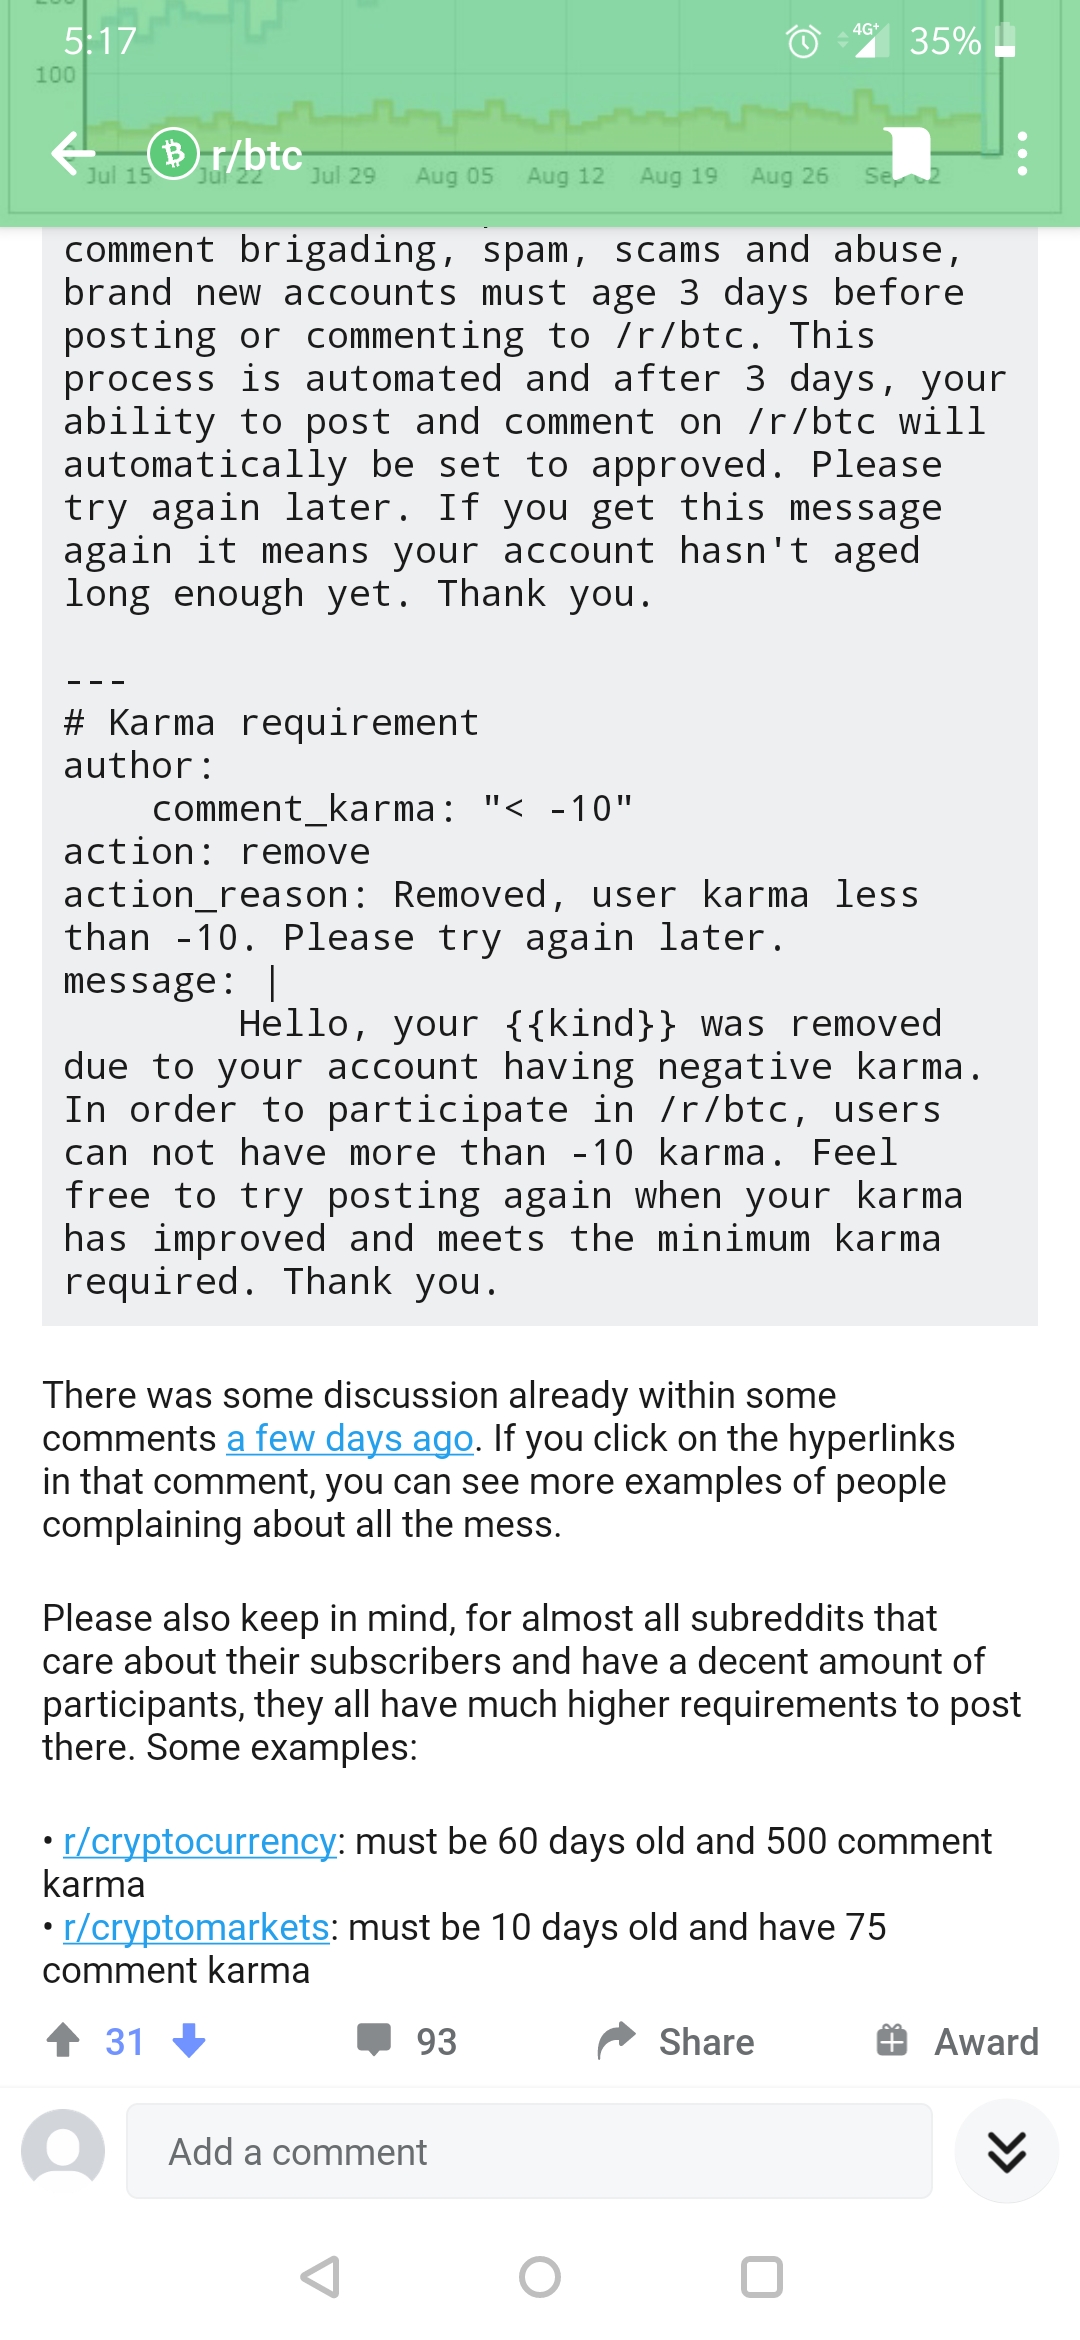 5:17
4G+
35%
100
r/btc
Jul 15 Jul 22 Jul 29 Aug 05 Aug 12 Aug 19 Aug 26
comment brigading, spam, scams and abuse,
brand new accounts must age 3 days before
posting or commenting to /r/btc. This
process is automated and after 3 days, your
ability to post and comment on /r/btc will
automatically be set to approved. Please
try again later. If you get this message
again it means your account hasn't aged
long enough yet. Thank you.
---
# Karma requirement
author:
comment_karma: "< -10"
action: remove
action_reason: Removed, user karma less
than -10. Please try again later.
message: |
Hello, your {{kind}} was removed
due to your account having negative karma.
In order to participate in /r/btc, users
can not have more than -10 karma. Feel
free to try posting again when your karma
has improved and meets the minimum karma
required. Thank you.
There was some discussion already within some
comments a few days ago. If you click on the hyperlinks
in that comment, you can see more examples of people
complaining about all the mess.
Please also keep in mind, for almost all subreddits that
care about their subscribers and have a decent amount of
participants, they all have much higher requirements to post
there. Some examples:
• r/cryptocurrency: must be 60 days old and 500 comment
karma
• r/cryptomarkets: must be 10 days old and have 75
comment karma
31
93
Share
Award
Add a comment